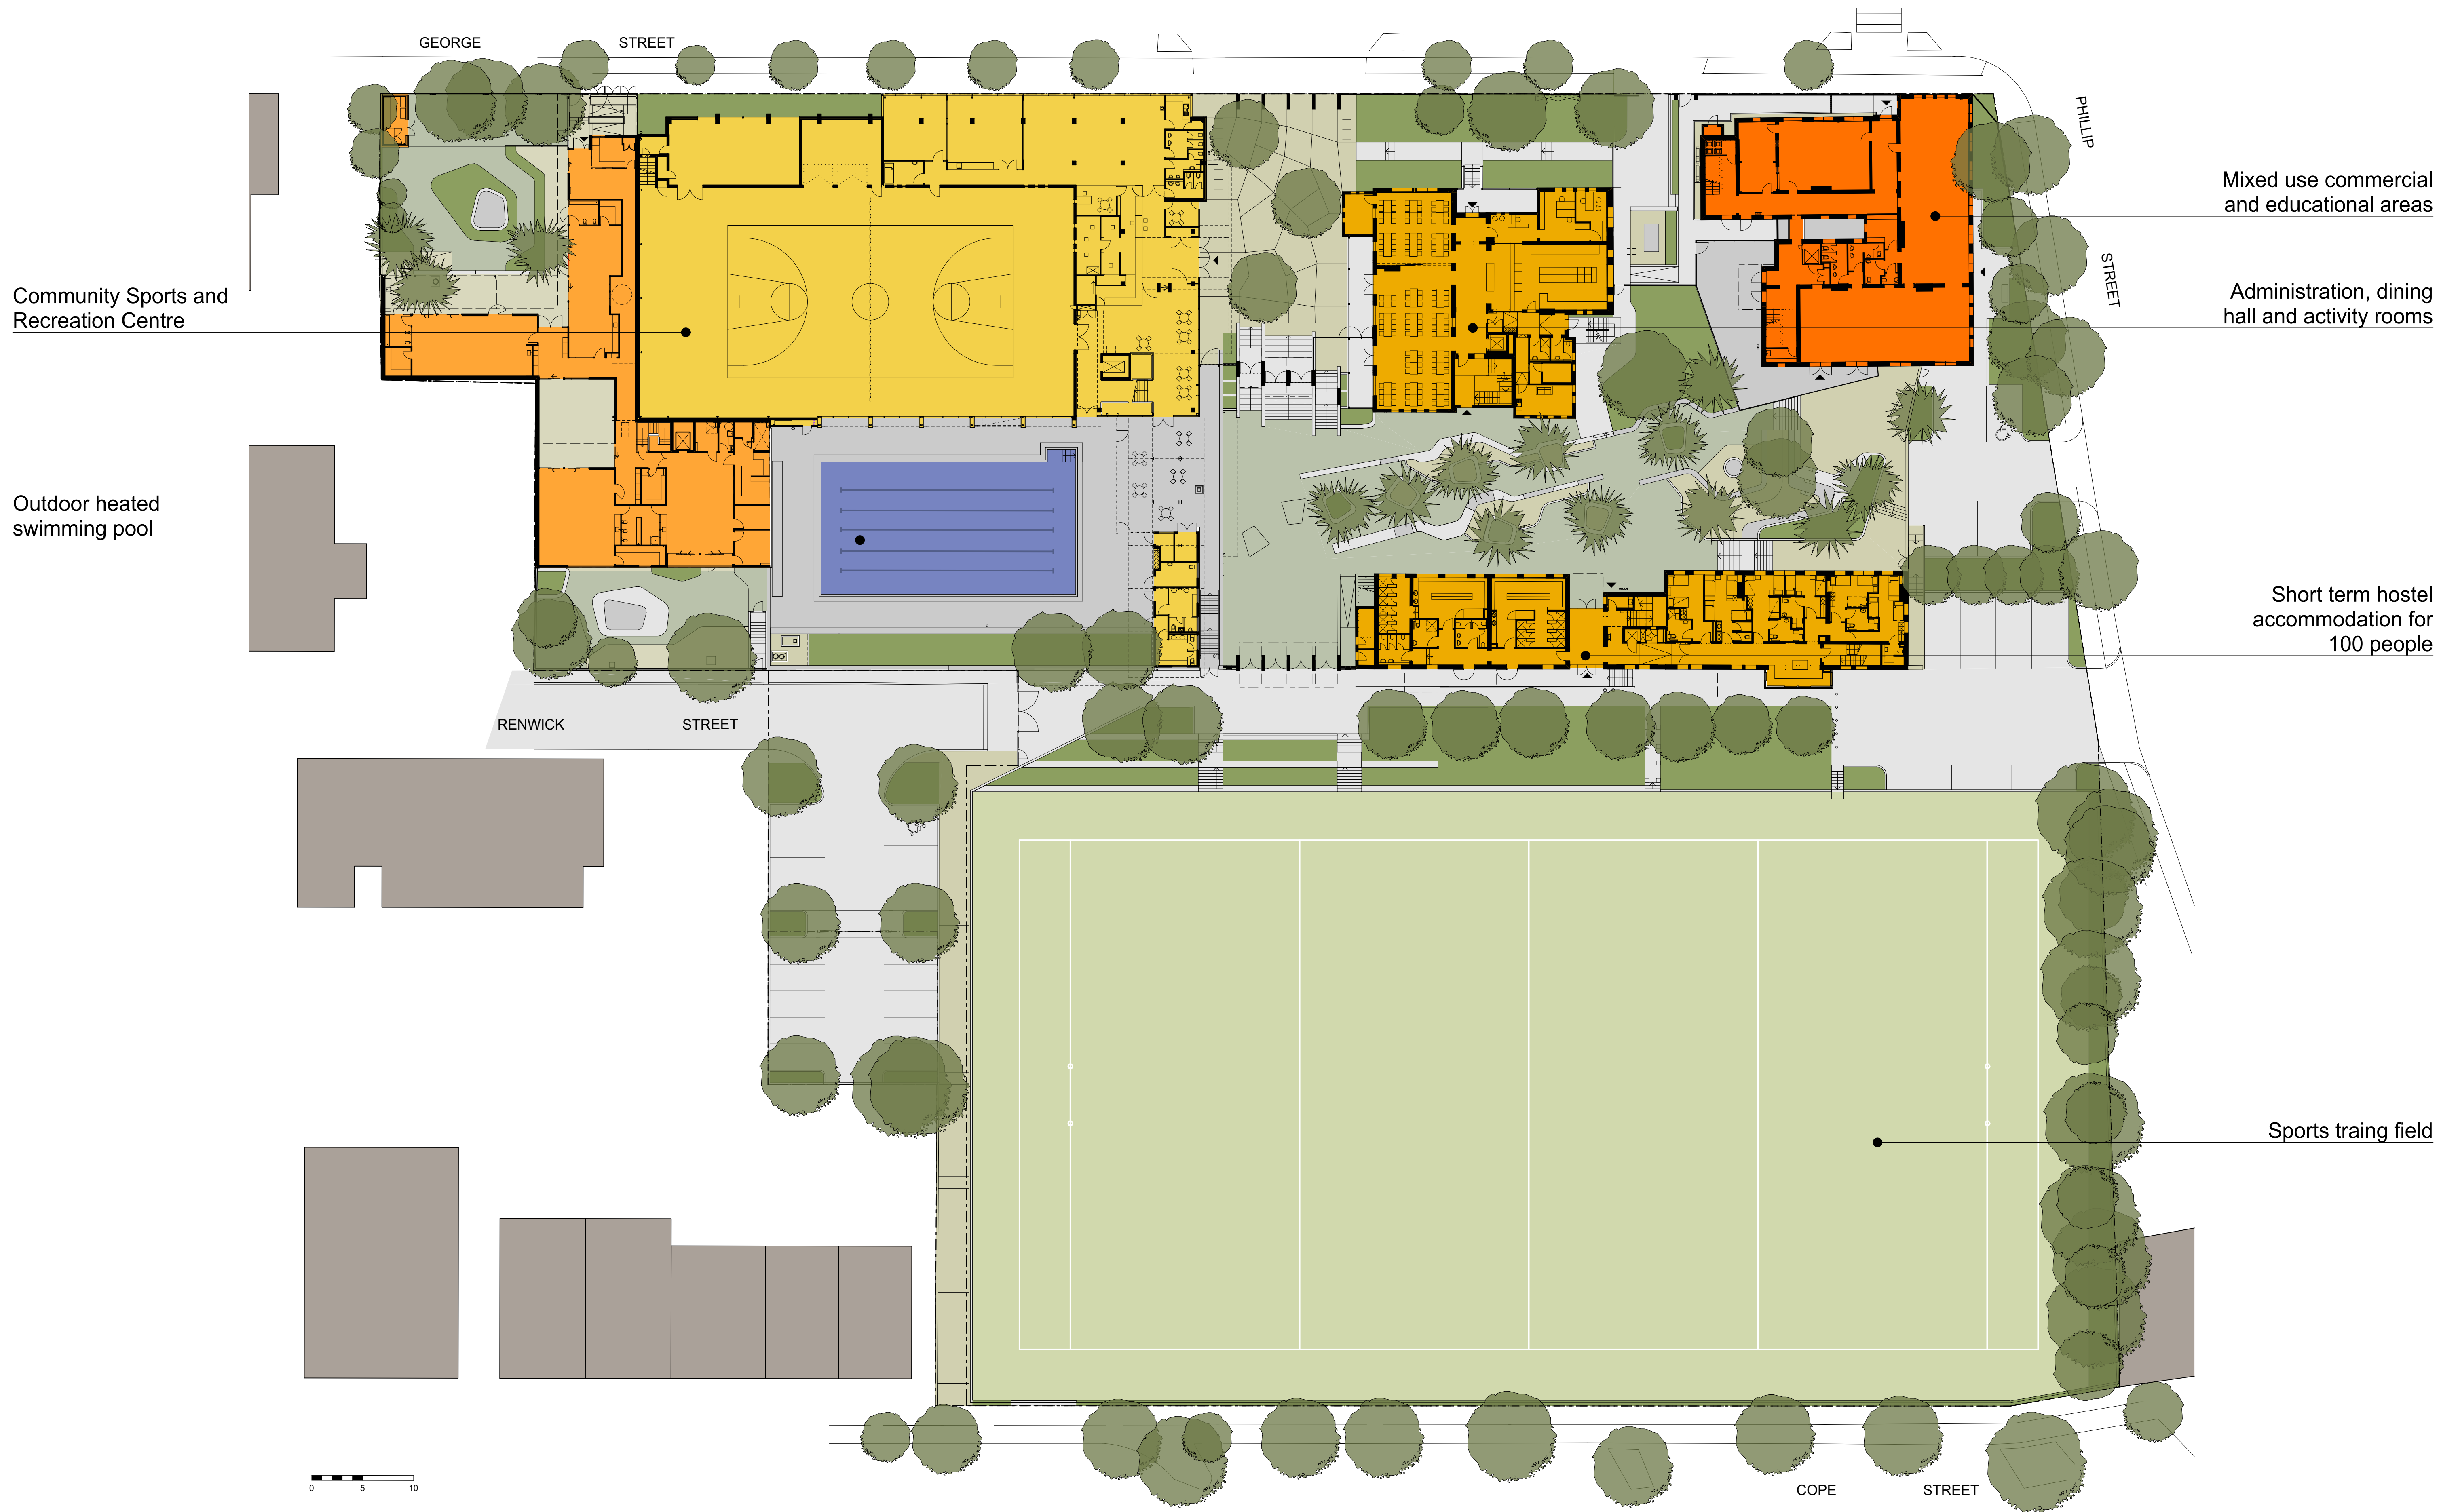 GEORGE STREET
PHILLIP STREET
Mixed use commercial
and educational areas
Community Sports and
Recreation Centre
Administration, dining
hall and activity rooms
Outdoor heated
swimming pool
Short term hostel
accommodation for
100 people
RENWICK STREET
Sports traing field
0 5 10
COPE STREET